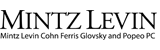 MINTZ LEVIN
Mintz Levin Cohn Ferris Glovsky and Popeo PC